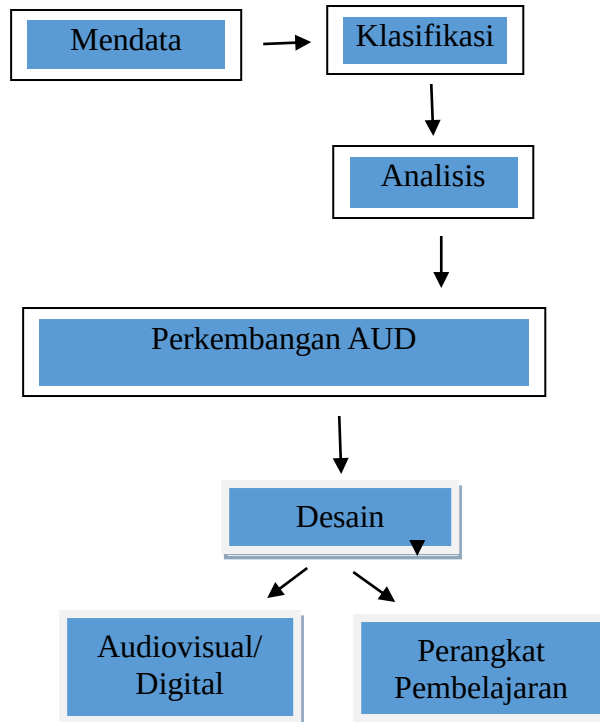 Mendata
Klasifikasi
Analisis
Perkembangan AUD
Desain
Audiovisual/
Digital
Perangkat
Pembelajaran